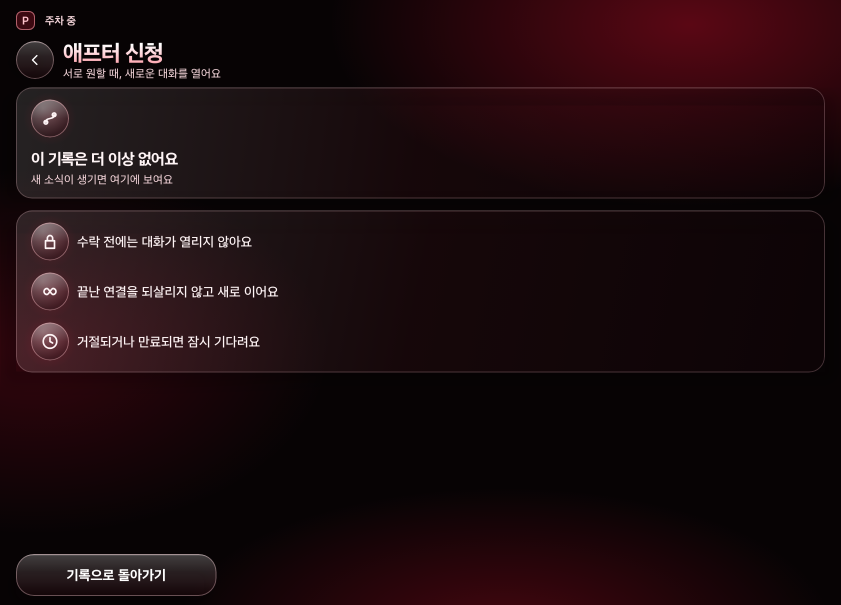 P 주차 중
애프터 신청
서로 원할 때, 새로운 대화를 열어요
이 기록은 더 이상 없어요
새 소식이 생기면 여기에 보여요
수락 전에는 대화가 열리지 않아요
끝난 연결을 되살리지 않고 새로 이어요
거절되거나 만료되면 잠시 기다려요
기록으로 돌아가기